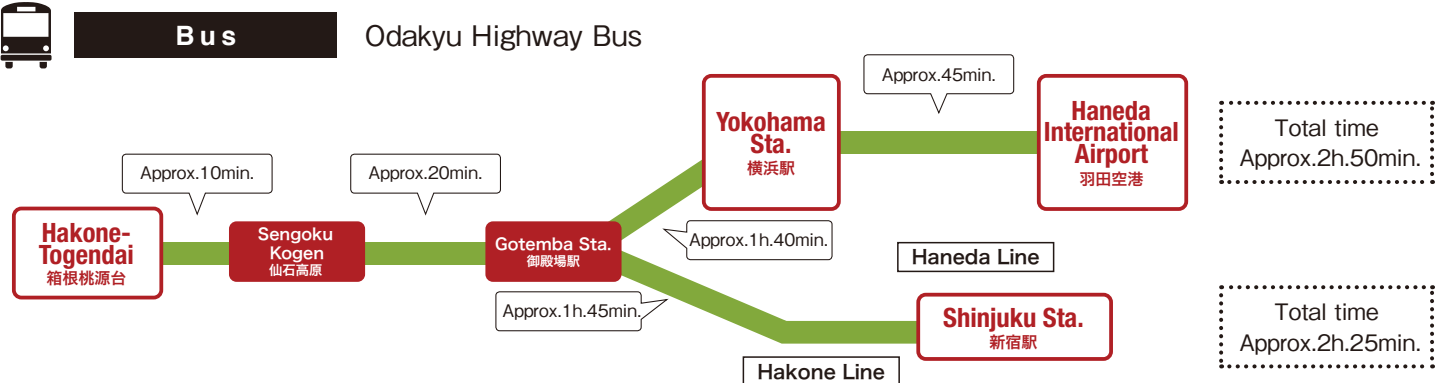 Bus
Odakyu Highway Bus
Approx.45min.
Yokohama
Sta.
横浜駅
Haneda
International
Airport
羽田空港
Total time
Approx.2h.50min.
Approx.10min.
Approx.20min.
Hakone-
Togendai
箱根桃源台
Sengoku
Kogen
仙石高原
Gotemba Sta.
御殿場駅
Approx.1h.40min.
Haneda Line
Approx.1h.45min.
Shinjuku Sta.
新宿駅
Total time
Approx.2h.25min.
Hakone Line